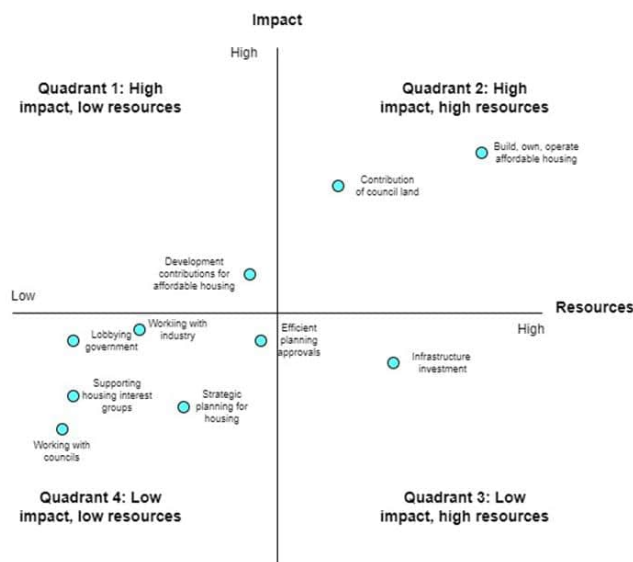 Impact
High
Quadrant 1: High
impact, low resources
Quadrant 2: High
impact, high resources
Build, own, operate
affordable housing
Contribution
of council land
Development
contributions for
affordable housing
Low
Resources
High
Workiing with
industry
Lobbying
government
Efficient
planning
approvals
Infrastructure
investment
Supporting
housing interest
groups
Strategic
planning for
housing
Working with
councils
Quadrant 4: Low
impact, low resources
Quadrant 3: Low
impact, high resources